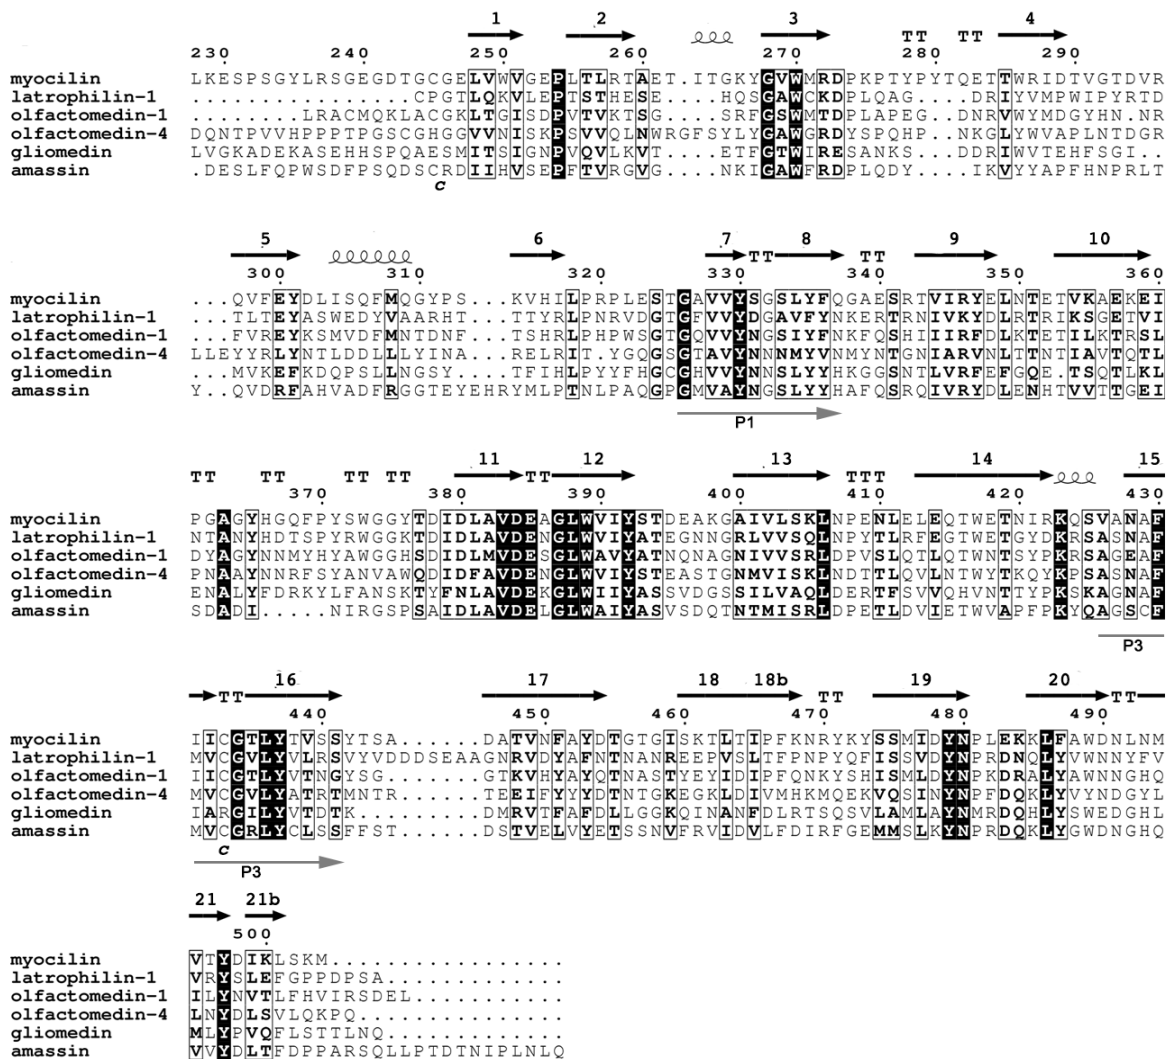 1 2 3 TT TT 4
230 240 250 260 270 280 290
myocilin LKESPSGYLRSGEGDTGCGELVWVGEPLTLRTAET.ITGKYGVWMRDPKPTYPYTQETTWRIDTVGTDVR
latrophilin-1 ................CPGTLQKVLEPTSTHESE....HQSGAWCKDPLQAG....DRIYVMPWIPYRTD
olfactomedin-1 ........LRACMQKLACGKLTGISDPVTVKTSG....SRFGSWMTDPLAPEG...DNRVWYMDGYHN.NR
olfactomedin-4 DQNTPVVHPPPTPGSCGHGGVVNISKPSVVQLNWRGFSYLYGAWGRDYSPQHP...NKGLYWVAPLNTDGR
gliomedin LVGKADEKASEHHSPQAESMITSIGNPVQVLKVT....ETFGTWIRESANKS....DDRIWVTEHFSGI..
amassin .DESLFQPWSDFPSQDSCRDIIHVSEPFTVRGVG....NKIGAWFRDPLQDY....IKVYYAPFHNPRLT
C
5 6 7 TT 8 TT 9 10
300 310 320 330 340 350 360
myocilin ...QVFEYDLISQFMQGYPS...KVHILPRPLESTGAVVYSGSLYFQGAESRTVIRYELNTETVKAEKEI
latrophilin-1 ...TLTEYASWEDYVAARHT...TTYRLPNRVDGTGFVVYDGAVFYNKERTRNIVKYDLRTRIKSGETVI
olfactomedin-1 ...FVREYKSMVDFMNTDNF...TSHRLPHPWSGTGQVVYNGSIYFNKFQSHIIIRFDLKTETILKTRSL
olfactomedin-4 LLEYYRLYNTLDDLLLYINA...RELRIT.YGQGSGTAVYNNNMYVNMYNTGNIARVNLTTNTIAVTQTL
gliomedin ...MVKEFKDQPSLLNGSY...TFIHLPYYFHGCGHVVYNNSLYYHKGGSNTLVRFEFGQE.TSQTLKL
amassin Y..QVDRFAHVADFRGGTEYEHRYMLPTNLPAQGPGMVAYNGSLYYHAFQSRQIVRYDLENHTVVTTGEI
P1
TT TT TT TT 11 TT 12 13 TTT 14 15
370 380 390 400 410 420 430
myocilin PGAGYHGQFPYSWGGYTDIDLAVDEAGLWVIYSTDEAKGAIVLSKLNPENLELEQTWETNIRKQSVANAF
latrophilin-1 NTANYHDTSPYRWGGKTDIDLAVDENGLWVIYATEGNNGRLVVSQLNPYTLRFEGTWETGYDKRSASNAF
olfactomedin-1 DYAGYNNMYHYAWGGHSDIDLMVDESGLWAVYATNQNAGNIVVSRLDPVSLQTLQTWNTSYPKRSAGEAF
olfactomedin-4 PNAAYNNRFSYANVAWQDIDFAVDENGLWVIYSTEASTGNMVISKLNDTTLQVLNTWYTKQYKPSASNAF
gliomedin ENALYFDRKYLFANSKTYFNLAVDEKGLWIIYASSVDGSSILVAQLDERTFSVVQHVNTTYPKSKAGNAF
amassin SDADI....NIRGSPSAIDLAVDELGLWAIYASVSDQTNTMISRLDPETLDVIETWVAPFPKYQAGSCF
P3
TT 16 17 18 18b TT 19 20 TT
440 450 460 470 480 490
myocilin IICGTLYTVSSYTSA.......DATVNFAYDTGTGISKTLTIPFKNRYKYSSMIDYNPLEKKLFAWDNLNM
latrophilin-1 MVCGVLYVLRSVYVDDDSEAAGNRVDYAFNTNANREEPVSLTFPNPYQFISSVDYNPRDNQLYVWNNYFV
olfactomedin-1 IICGTLYVTNGYSG........GTKVHYAYQTNASTYEYIDIPFQNKYSHISMLDYNPKDRALYAWNNGHQ
olfactomedin-4 MVCGVLYATRTMNTR.......TEEIFYYYDTNTGKEGKLDIVMHKMQEKVQSINYNPFDQKLYVYNDGYL
gliomedin IARGILYVTDTKD.........MRVTFAFDLLGGKQINANFDLRTSQSVLAMLAYNMRDQHLYSWEDGHL
amassin MVCGRLYCLSSFFST.......DSTVELVYETSSNVFRVIDVLFDIRFGEMMSLKYNPRDQKLYGWDNGHQ
C
P3
21 21b
500
myocilin VTYDIKLSKM.................
latrophilin-1 VRYSLEFGPPDPSA.............
olfactomedin-1 ILYNVTLFHVIRSDEL...........
olfactomedin-4 LNYDLSVLQKPQ...............
gliomedin MLYPVQFLSTTLNQ.............
amassin VVYDLTFDPPARSQLLPTDTNIPLNLQ